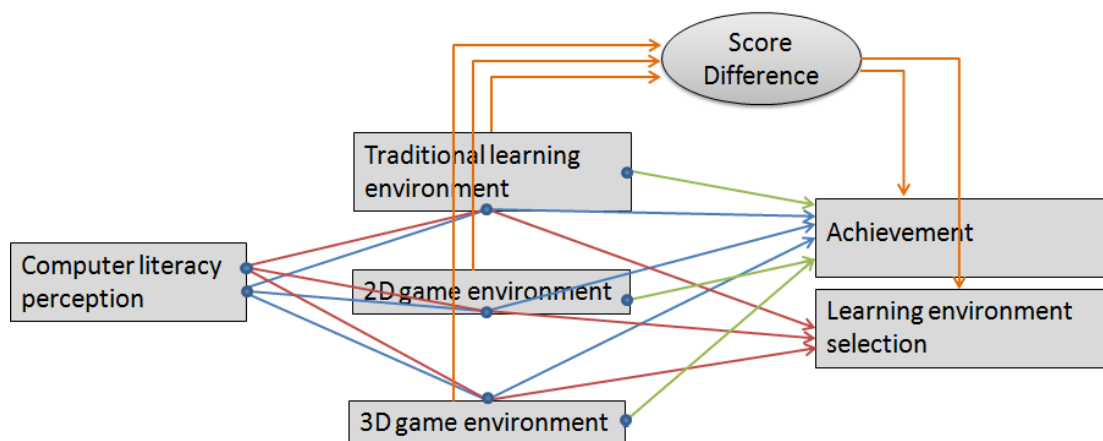 Score
Difference
Traditional learning
environment
Computer literacy
perception
2D game environment
3D game environment
Achievement
Learning environment
selection